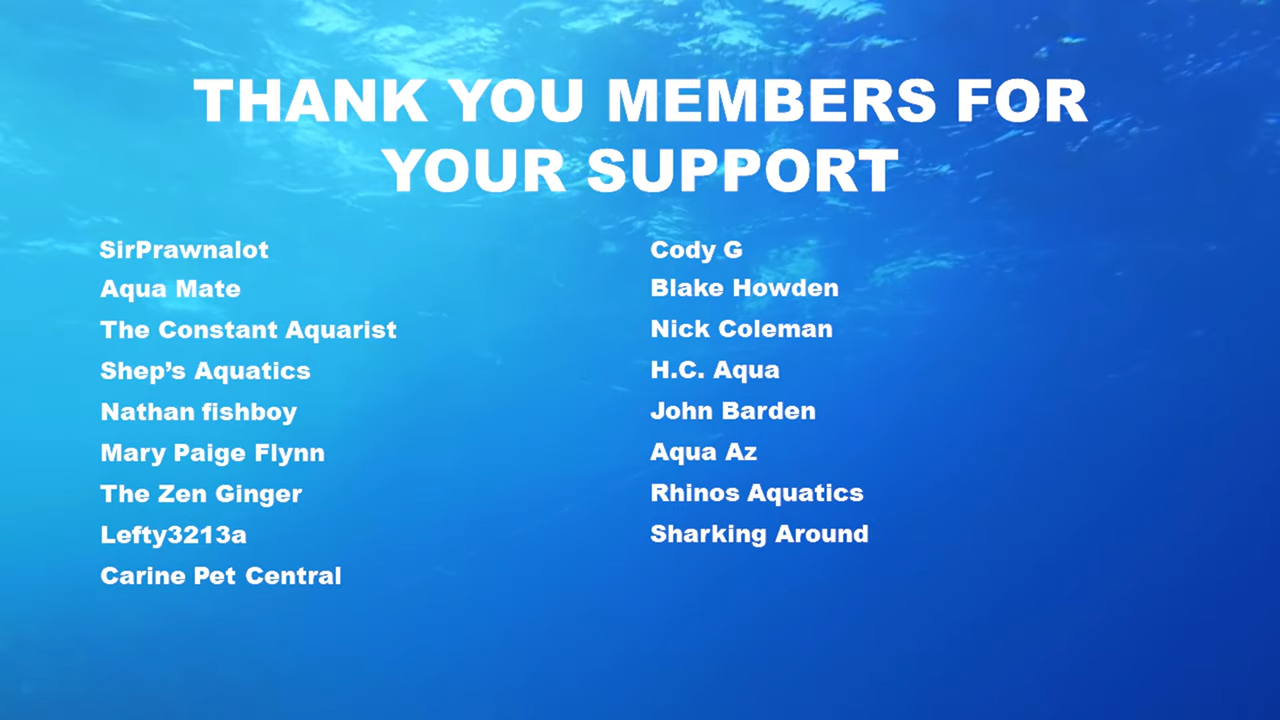 THANK YOU MEMBERS FOR
YOUR SUPPORT
SirPrawnalot
Aqua Mate
The Constant Aquarist
Shep’s Aquatics
Nathan fishboy
Mary Paige Flynn
The Zen Ginger
Lefty3213a
Carine Pet Central
Cody G
Blake Howden
Nick Coleman
H.C. Aqua
John Barden
Aqua Az
Rhinos Aquatics
Sharking Around